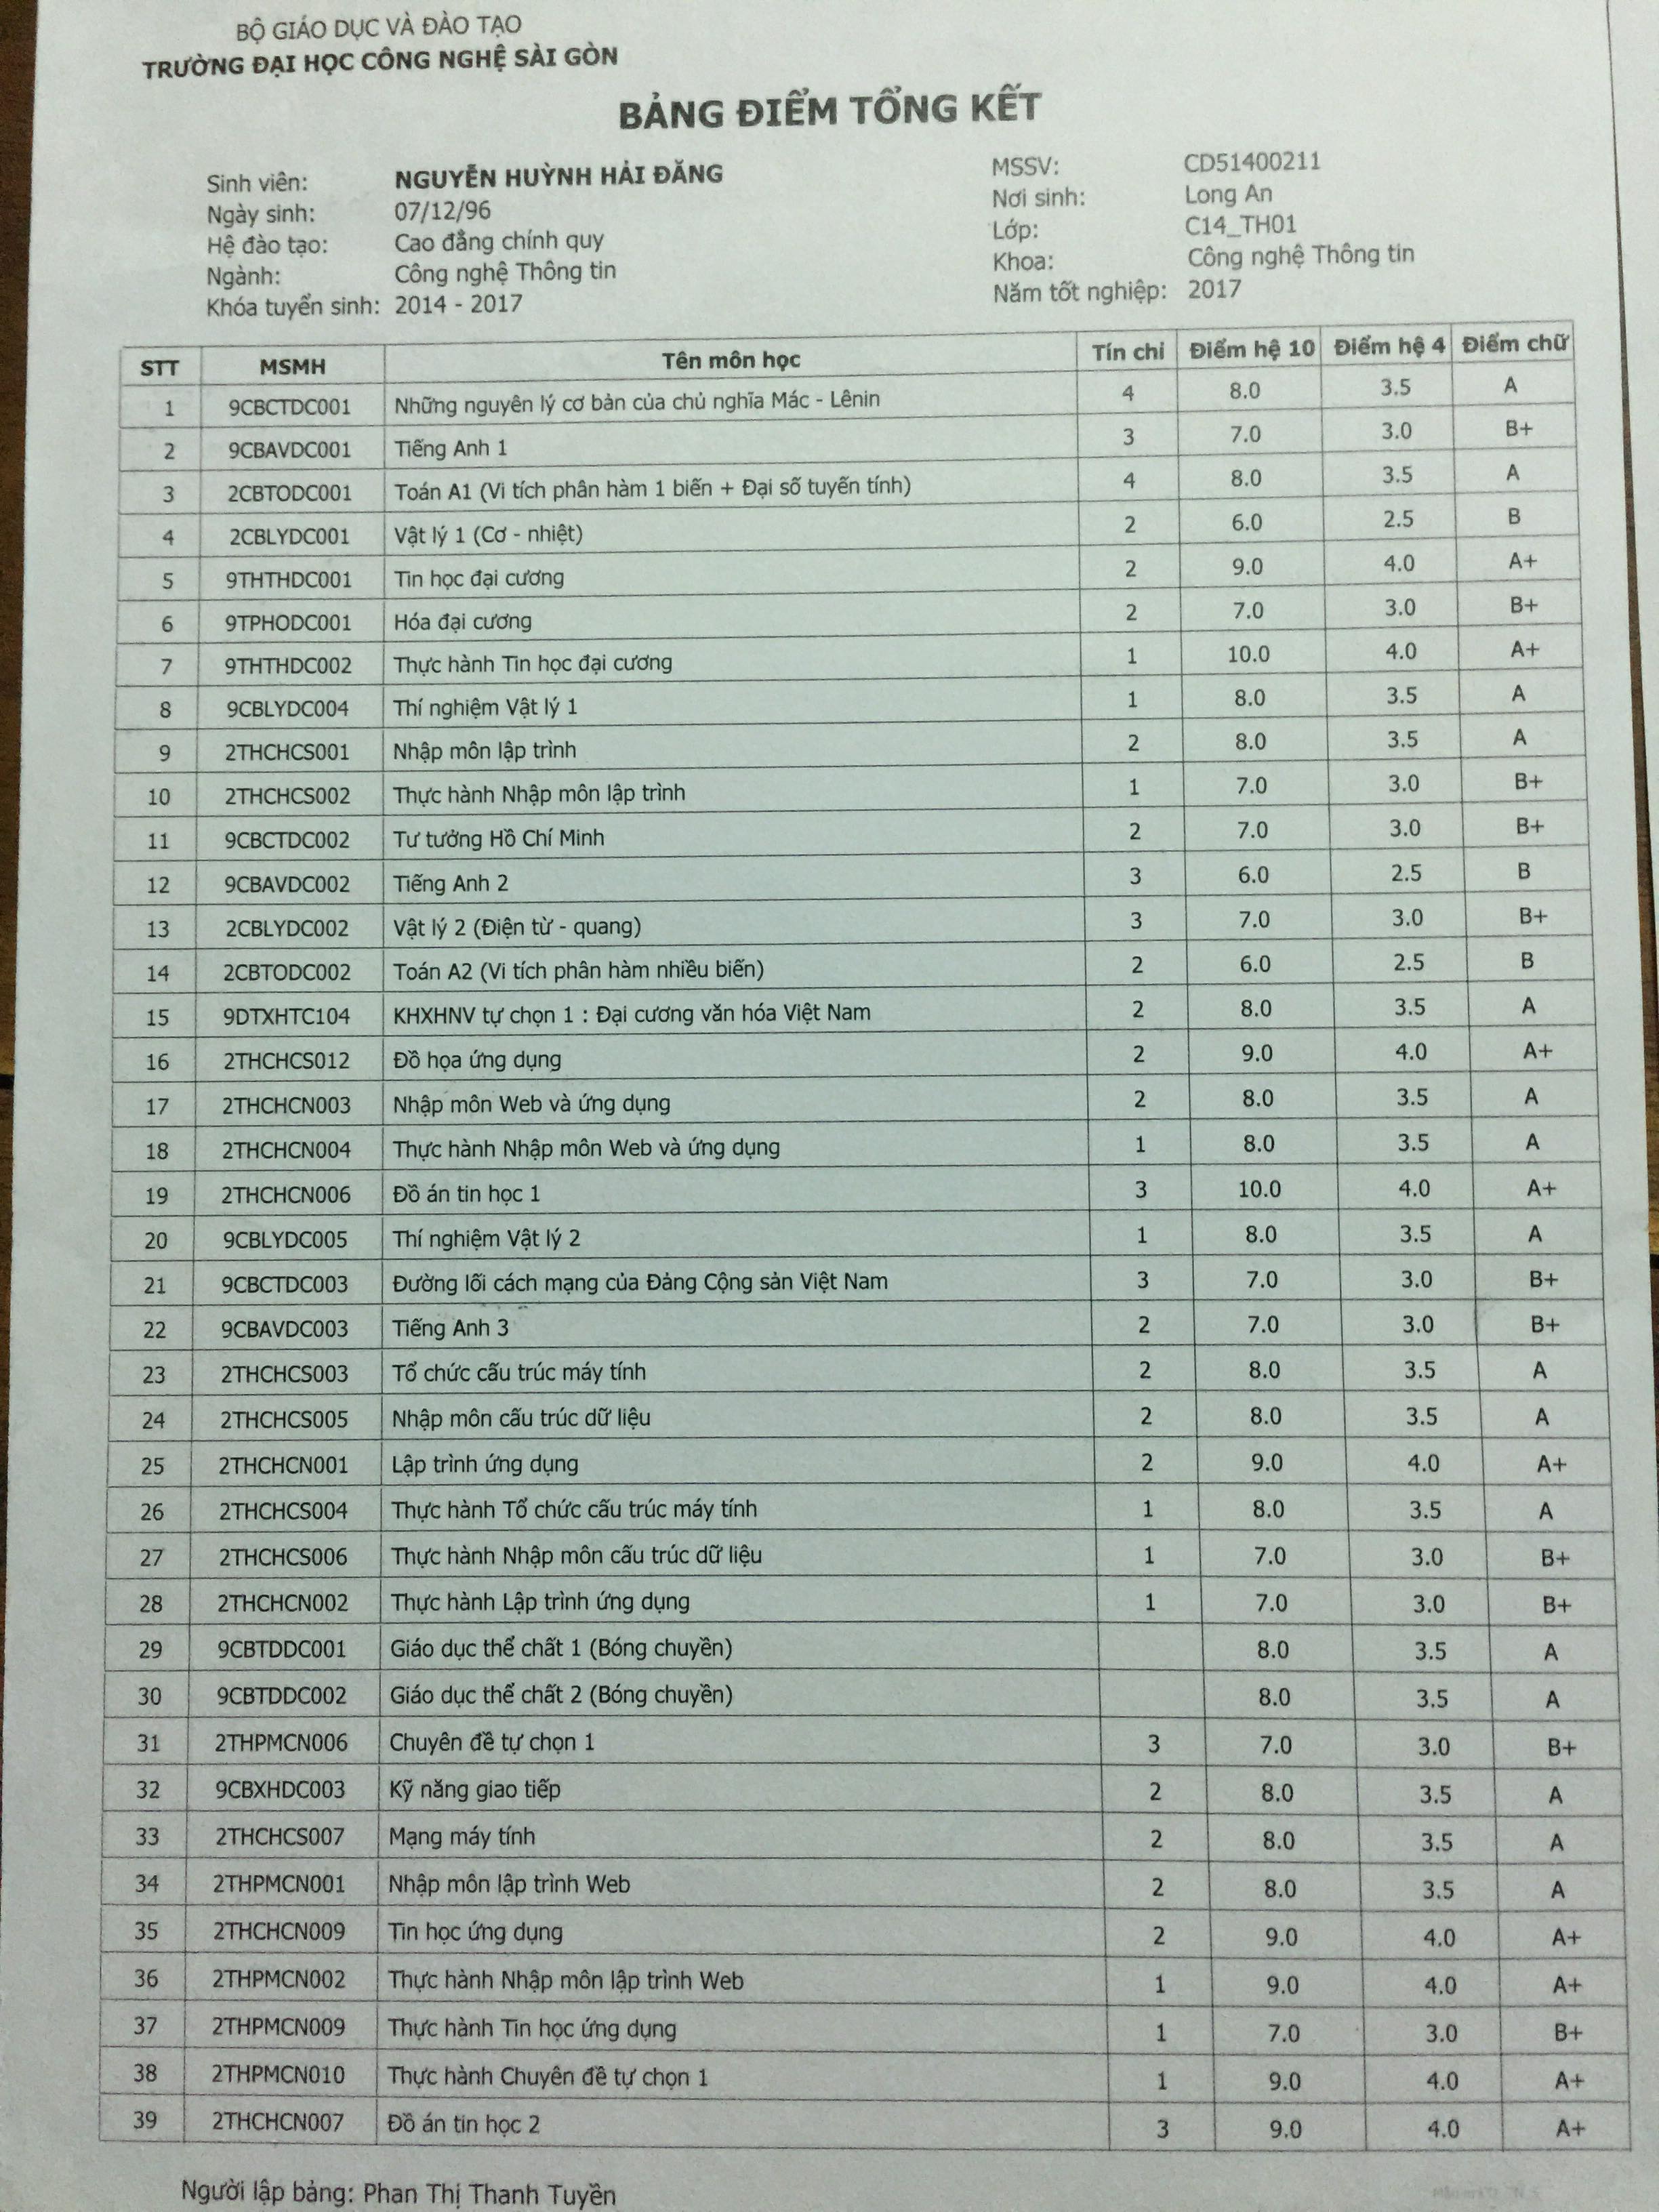 BỘ GIÁO DỤC VÀ ĐÀO TẠO
TRƯỜNG ĐẠI HỌC CÔNG NGHỆ SÀI GÒN
BẢNG ĐIỂM TỔNG KẾT
Sinh viên: NGUYỄN HUỲNH HẢI ĐĂNG MSSV: CD51400211
Ngày sinh: 07/12/96 Nơi sinh: Long An
Hệ đào tạo: Cao đẳng chính quy Lớp: C14_TH01
Ngành: Công nghệ Thông tin Khoa: Công nghệ Thông tin
Khóa tuyển sinh: 2014 - 2017 Năm tốt nghiệp: 2017
STT MSMH Tên môn học Tín chỉ Điểm hệ 10 Điểm hệ 4 Điểm chữ
1 9CBCTDC001 Những nguyên lý cơ bản của chủ nghĩa Mác - Lênin 4 8.0 3.5 A
2 9CBAVDC001 Tiếng Anh 1 3 7.0 3.0 B+
3 2CBTODC001 Toán A1 (Vi tích phân hàm 1 biến + Đại số tuyến tính) 4 8.0 3.5 A
4 2CBLYDC001 Vật lý 1 (Cơ - nhiệt) 2 6.0 2.5 B
5 9THTHDC001 Tin học đại cương 2 9.0 4.0 A+
6 9TPHODC001 Hóa đại cương 2 7.0 3.0 B+
7 9THTHDC002 Thực hành Tin học đại cương 1 10.0 4.0 A+
8 9CBLYDC004 Thí nghiệm Vật lý 1 1 8.0 3.5 A
9 2THCHCS001 Nhập môn lập trình 2 8.0 3.5 A
10 2THCHCS002 Thực hành Nhập môn lập trình 1 7.0 3.0 B+
11 9CBCTDC002 Tư tưởng Hồ Chí Minh 2 7.0 3.0 B+
12 9CBAVDC002 Tiếng Anh 2 3 6.0 2.5 B
13 2CBLYDC002 Vật lý 2 (Điện từ - quang) 3 7.0 3.0 B+
14 2CBTODC002 Toán A2 (Vi tích phân hàm nhiều biến) 2 6.0 2.5 B
15 9DTXHTC104 KHXHNV tự chọn 1 : Đại cương văn hóa Việt Nam 2 8.0 3.5 A
16 2THCHCS012 Đồ họa ứng dụng 2 9.0 4.0 A+
17 2THCHCN003 Nhập môn Web và ứng dụng 2 8.0 3.5 A
18 2THCHCN004 Thực hành Nhập môn Web và ứng dụng 1 8.0 3.5 A
19 2THCHCN006 Đồ án tin học 1 3 10.0 4.0 A+
20 9CBLYDC005 Thí nghiệm Vật lý 2 1 8.0 3.5 A
21 9CBCTDC003 Đường lối cách mạng của Đảng Cộng sản Việt Nam 3 7.0 3.0 B+
22 9CBAVDC003 Tiếng Anh 3 2 7.0 3.0 B+
23 2THCHCS003 Tổ chức cấu trúc máy tính 2 8.0 3.5 A
24 2THCHCS005 Nhập môn cấu trúc dữ liệu 2 8.0 3.5 A
25 2THCHCN001 Lập trình ứng dụng 2 9.0 4.0 A+
26 2THCHCS004 Thực hành Tổ chức cấu trúc máy tính 1 8.0 3.5 A
27 2THCHCS006 Thực hành Nhập môn cấu trúc dữ liệu 1 7.0 3.0 B+
28 2THCHCN002 Thực hành Lập trình ứng dụng 1 7.0 3.0 B+
29 9CBTDDC001 Giáo dục thể chất 1 (Bóng chuyền) 8.0 3.5 A
30 9CBTDDC002 Giáo dục thể chất 2 (Bóng chuyền) 8.0 3.5 A
31 2THPMCN006 Chuyên đề tự chọn 1 3 7.0 3.0 B+
32 9CBXHDC003 Kỹ năng giao tiếp 2 8.0 3.5 A
33 2THCHCS007 Mạng máy tính 2 8.0 3.5 A
34 2THPMCN001 Nhập môn lập trình Web 2 8.0 3.5 A
35 2THCHCN009 Tin học ứng dụng 2 9.0 4.0 A+
36 2THPMCN002 Thực hành Nhập môn lập trình Web 1 9.0 4.0 A+
37 2THPMCN009 Thực hành Tin học ứng dụng 1 7.0 3.0 B+
38 2THPMCN010 Thực hành Chuyên đề tự chọn 1 1 9.0 4.0 A+
39 2THCHCN007 Đồ án tin học 2 3 9.0 4.0 A+
Người lập bảng: Phan Thị Thanh Tuyền